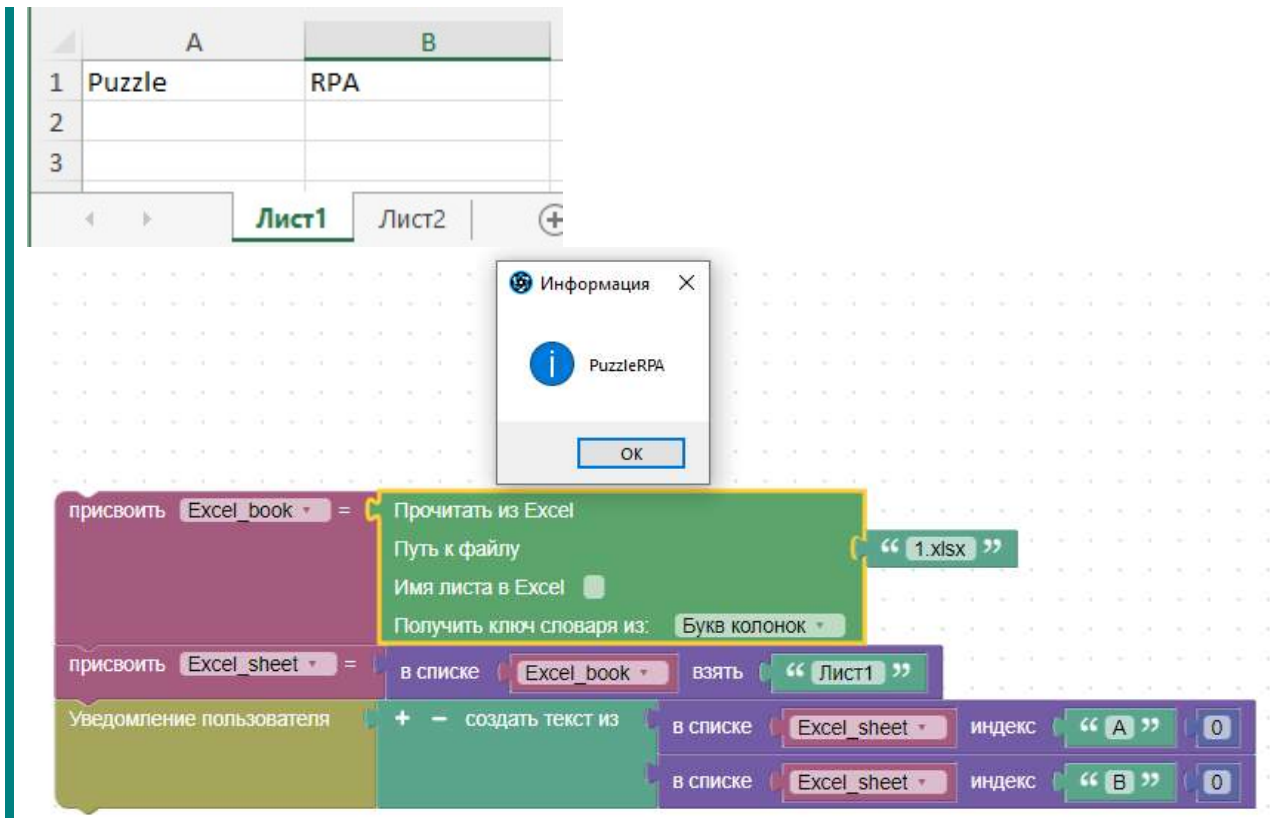 A B
1 Puzzle RPA
2
3
Лист1 Лист2
Информация
PuzzleRPA
ОК
присвоить Excel_book = Прочитать из Excel
Путь к файлу “ 1.xlsx ”
Имя листа в Excel
Получить ключ словаря из: Букв колонок
присвоить Excel_sheet = в списке Excel_book взять “ Лист1 ”
Уведомление пользователя + − создать текст из в списке Excel_sheet индекс “ A ” 0
в списке Excel_sheet индекс “ B ” 0